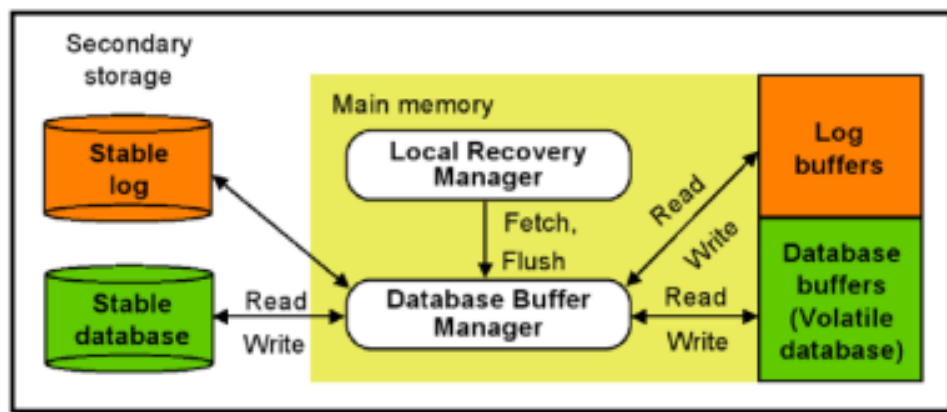 Secondary
storage
Stable
log
Stable
database
Read
Write
Main memory
Local Recovery
Manager
Fetch,
Flush
Database Buffer
Manager
Read
Write
Read
Write
Log
buffers
Database
buffers
(Volatile
database)